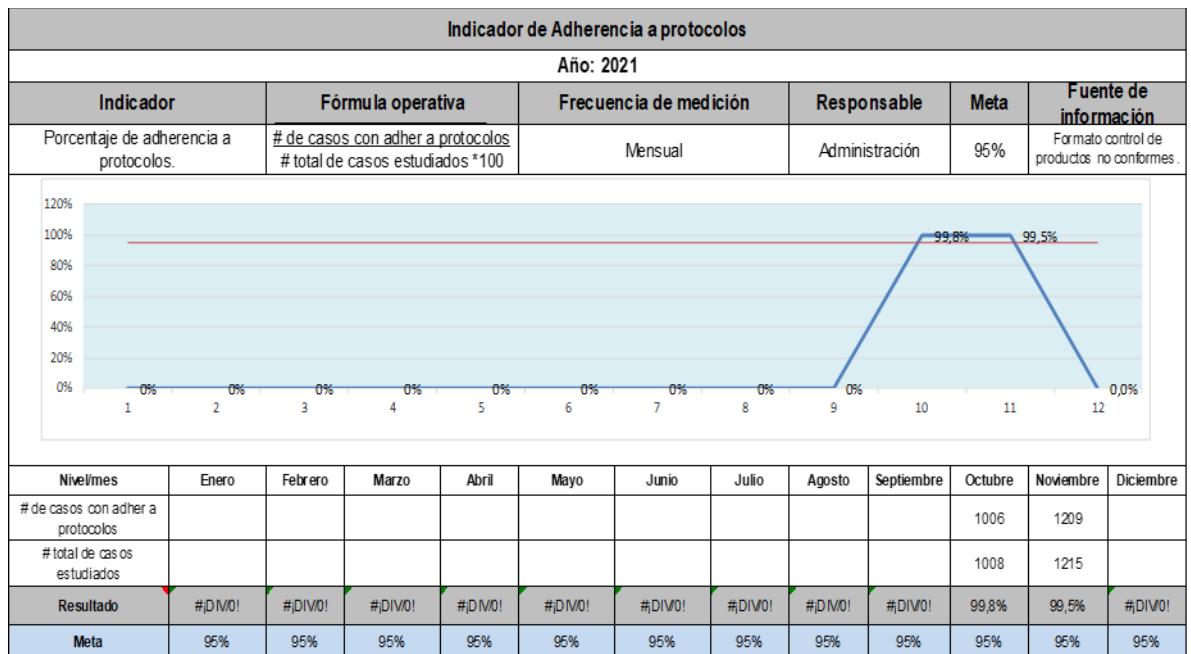 Indicador de Adherencia a protocolos
Año: 2021
Indicador Fórmula operativa Frecuencia de medición Responsable Meta Fuente de información
Porcentaje de adherencia a protocolos. # de casos con adher a protocolos # total de casos estudiados *100 Mensual Administración 95% Formato control de productos no conformes.
120%
100%
80%
60%
40%
20%
0%
99,8% 99,5%
0% 0% 0% 0% 0% 0% 0% 0% 0% 0,0%
1 2 3 4 5 6 7 8 9 10 11 12
Nivel/mes Enero Febrero Marzo Abril Mayo Junio Julio Agosto Septiembre Octubre Noviembre Diciembre
# de casos con adher a protocolos 1006 1209
# total de casos estudiados 1008 1215
Resultado #¡DIV/0! #¡DIV/0! #¡DIV/0! #¡DIV/0! #¡DIV/0! #¡DIV/0! #¡DIV/0! #¡DIV/0! #¡DIV/0! 99,8% 99,5% #¡DIV/0!
Meta 95% 95% 95% 95% 95% 95% 95% 95% 95% 95% 95% 95%